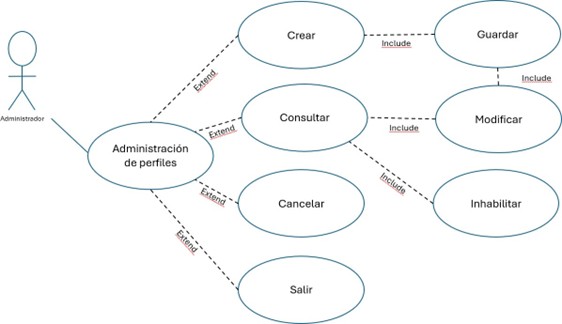 Crear
Include
Guardar
Extend
Include
Administrador
Consultar
Extend
Include
Modificar
Administración
de perfiles
Include
Extend
Cancelar
Inhabilitar
Extend
Salir